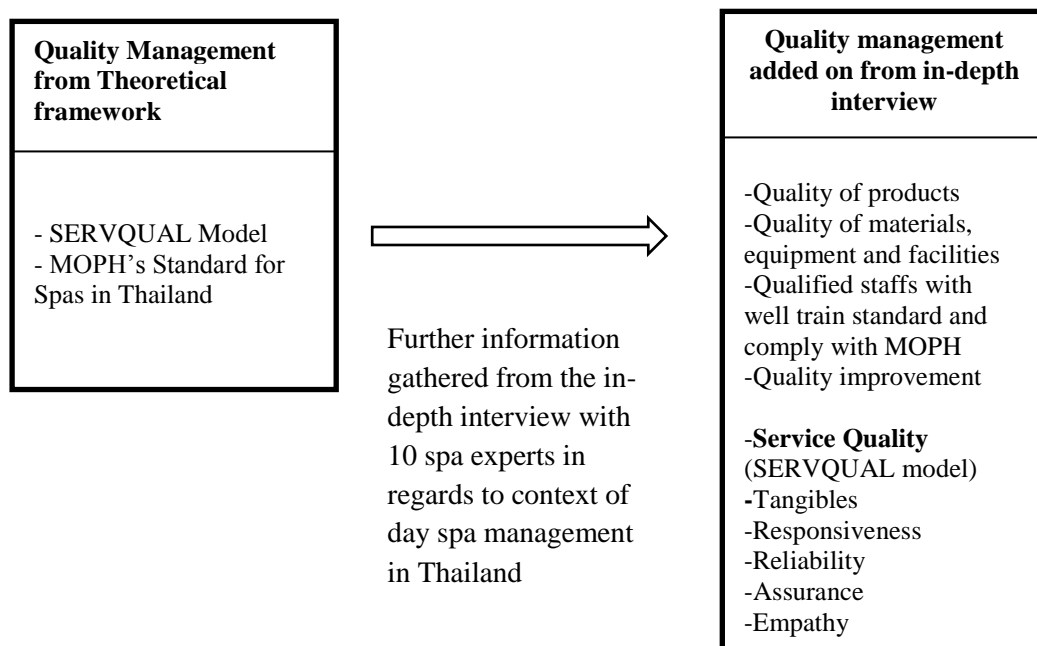 Quality Management
from Theoretical
framework
- SERVQUAL Model
- MOPH's Standard for
Spas in Thailand
Further information
gathered from the in-
depth interview with
10 spa experts in
regards to context of
day spa management
in Thailand
Quality management
added on from in-depth
interview
-Quality of products
-Quality of materials,
equipment and facilities
-Qualified staffs with
well train standard and
comply with MOPH
-Quality improvement
-Service Quality
(SERVQUAL model)
-Tangibles
-Responsiveness
-Reliability
-Assurance
-Empathy